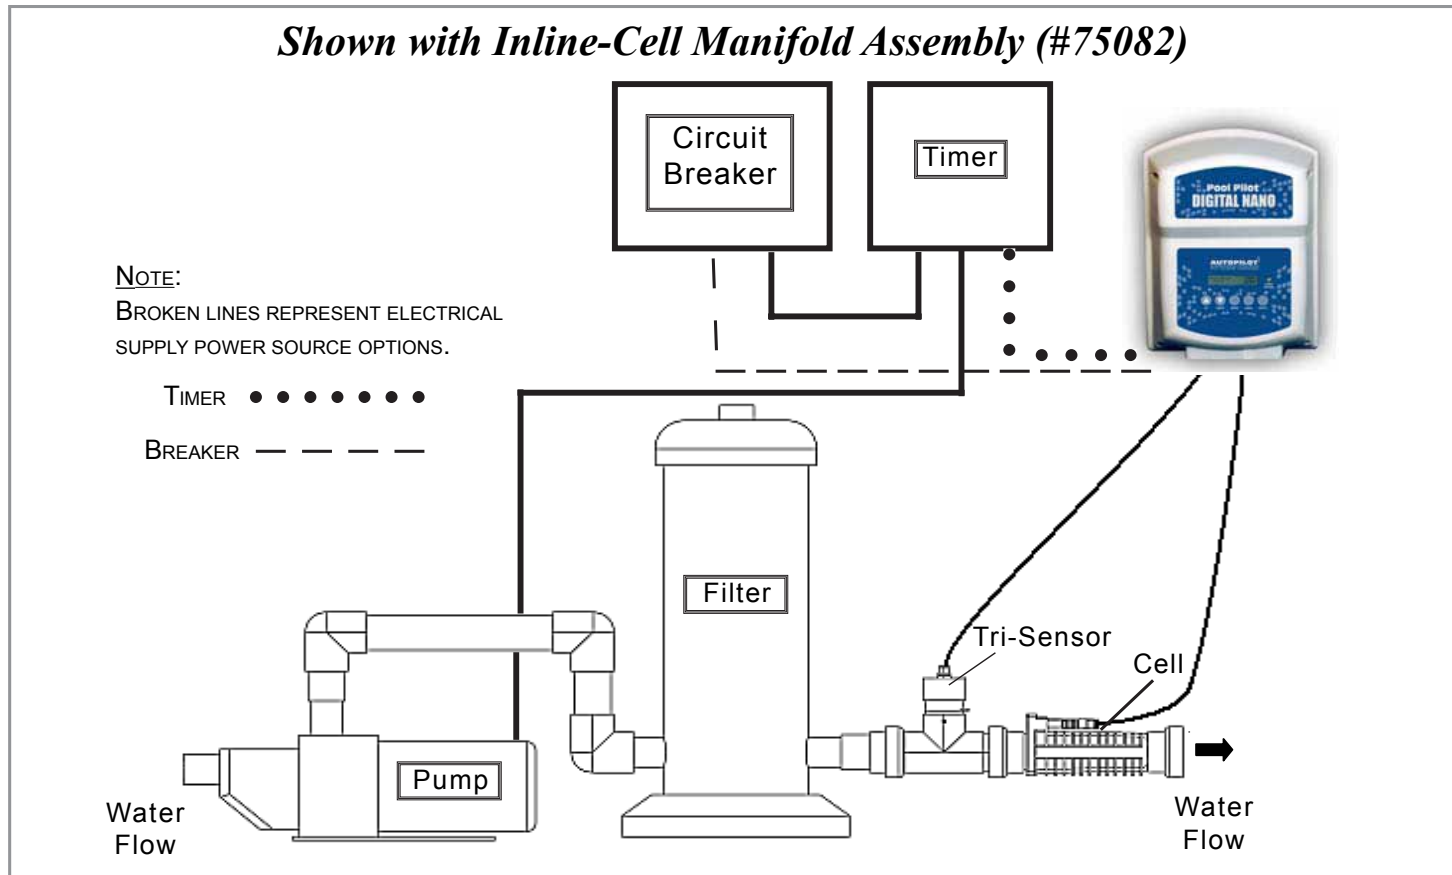 Shown with Inline-Cell Manifold Assembly (#75082)
Circuit
Breaker
Timer
Pool Pilot
DIGITAL NANO
AUTOPILOT
NOTE:
BROKEN LINES REPRESENT ELECTRICAL
SUPPLY POWER SOURCE OPTIONS.
TIMER
BREAKER
Filter
Tri-Sensor
Cell
Pump
Water
Flow
Water
Flow